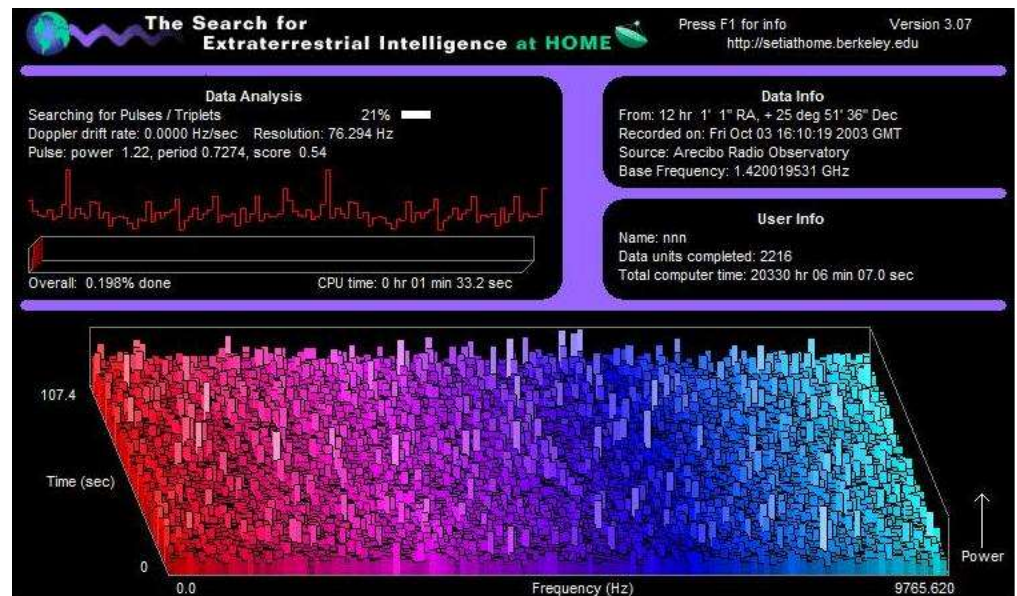 The Search for
Extraterrestrial Intelligence at HOME
Press F1 for info Version 3.07
http://setiathome.berkeley.edu
Data Analysis
Searching for Pulses / Triplets 21%
Doppler drift rate: 0.0000 Hz/sec Resolution: 76.294 Hz
Pulse: power 1.22, period 0.7274, score 0.54
Overall: 0.198% done CPU time: 0 hr 01 min 33.2 sec
Data Info
From: 12 hr 1' 1" RA, + 25 deg 51' 36" Dec
Recorded on: Fri Oct 03 16:10:19 2003 GMT
Source: Arecibo Radio Observatory
Base Frequency: 1.420019531 GHz
User Info
Name: nnn
Data units completed: 2216
Total computer time: 20330 hr 06 min 07.0 sec
107.4
Time (sec)
0
Power
0.0 Frequency (Hz) 9765.620